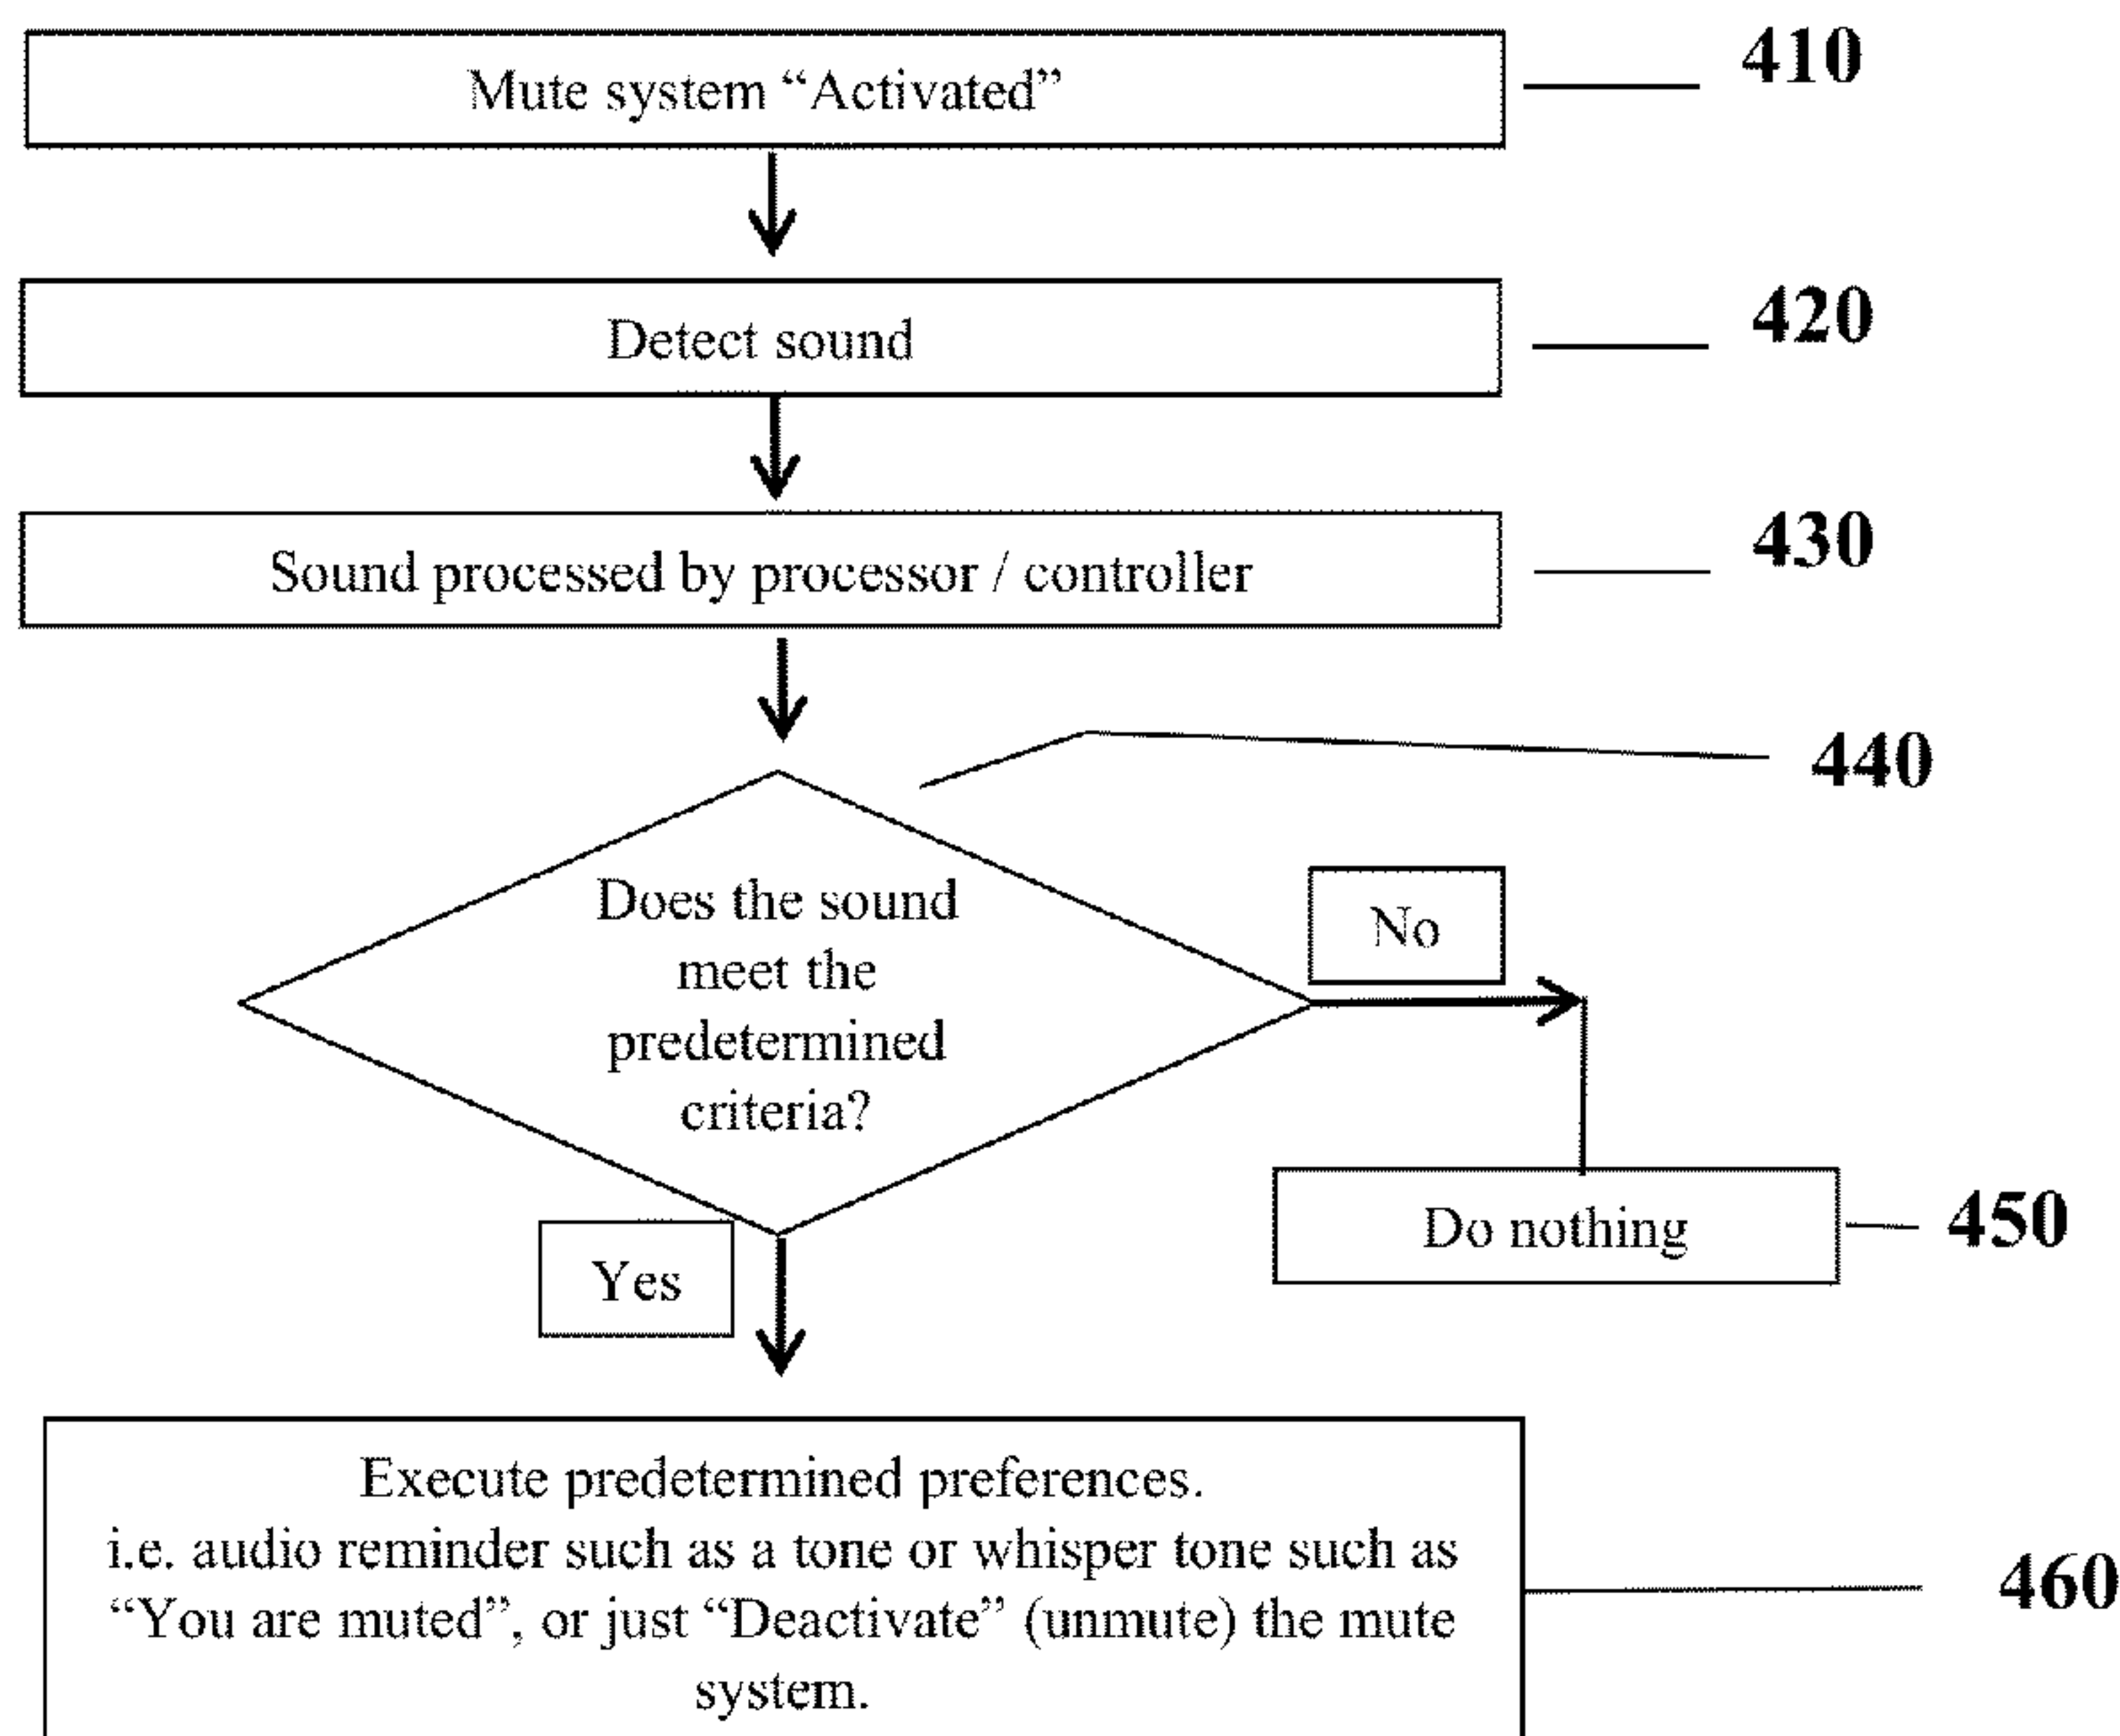 Mute system “Activated”
410
Detect sound
420
Sound processed by processor / controller
430
440
Does the sound
meet the
predetermined
criteria?
No
Do nothing
450
Yes
Execute predetermined preferences.
i.e. audio reminder such as a tone or whisper tone such as
“You are muted”, or just “Deactivate” (unmute) the mute
system.
460